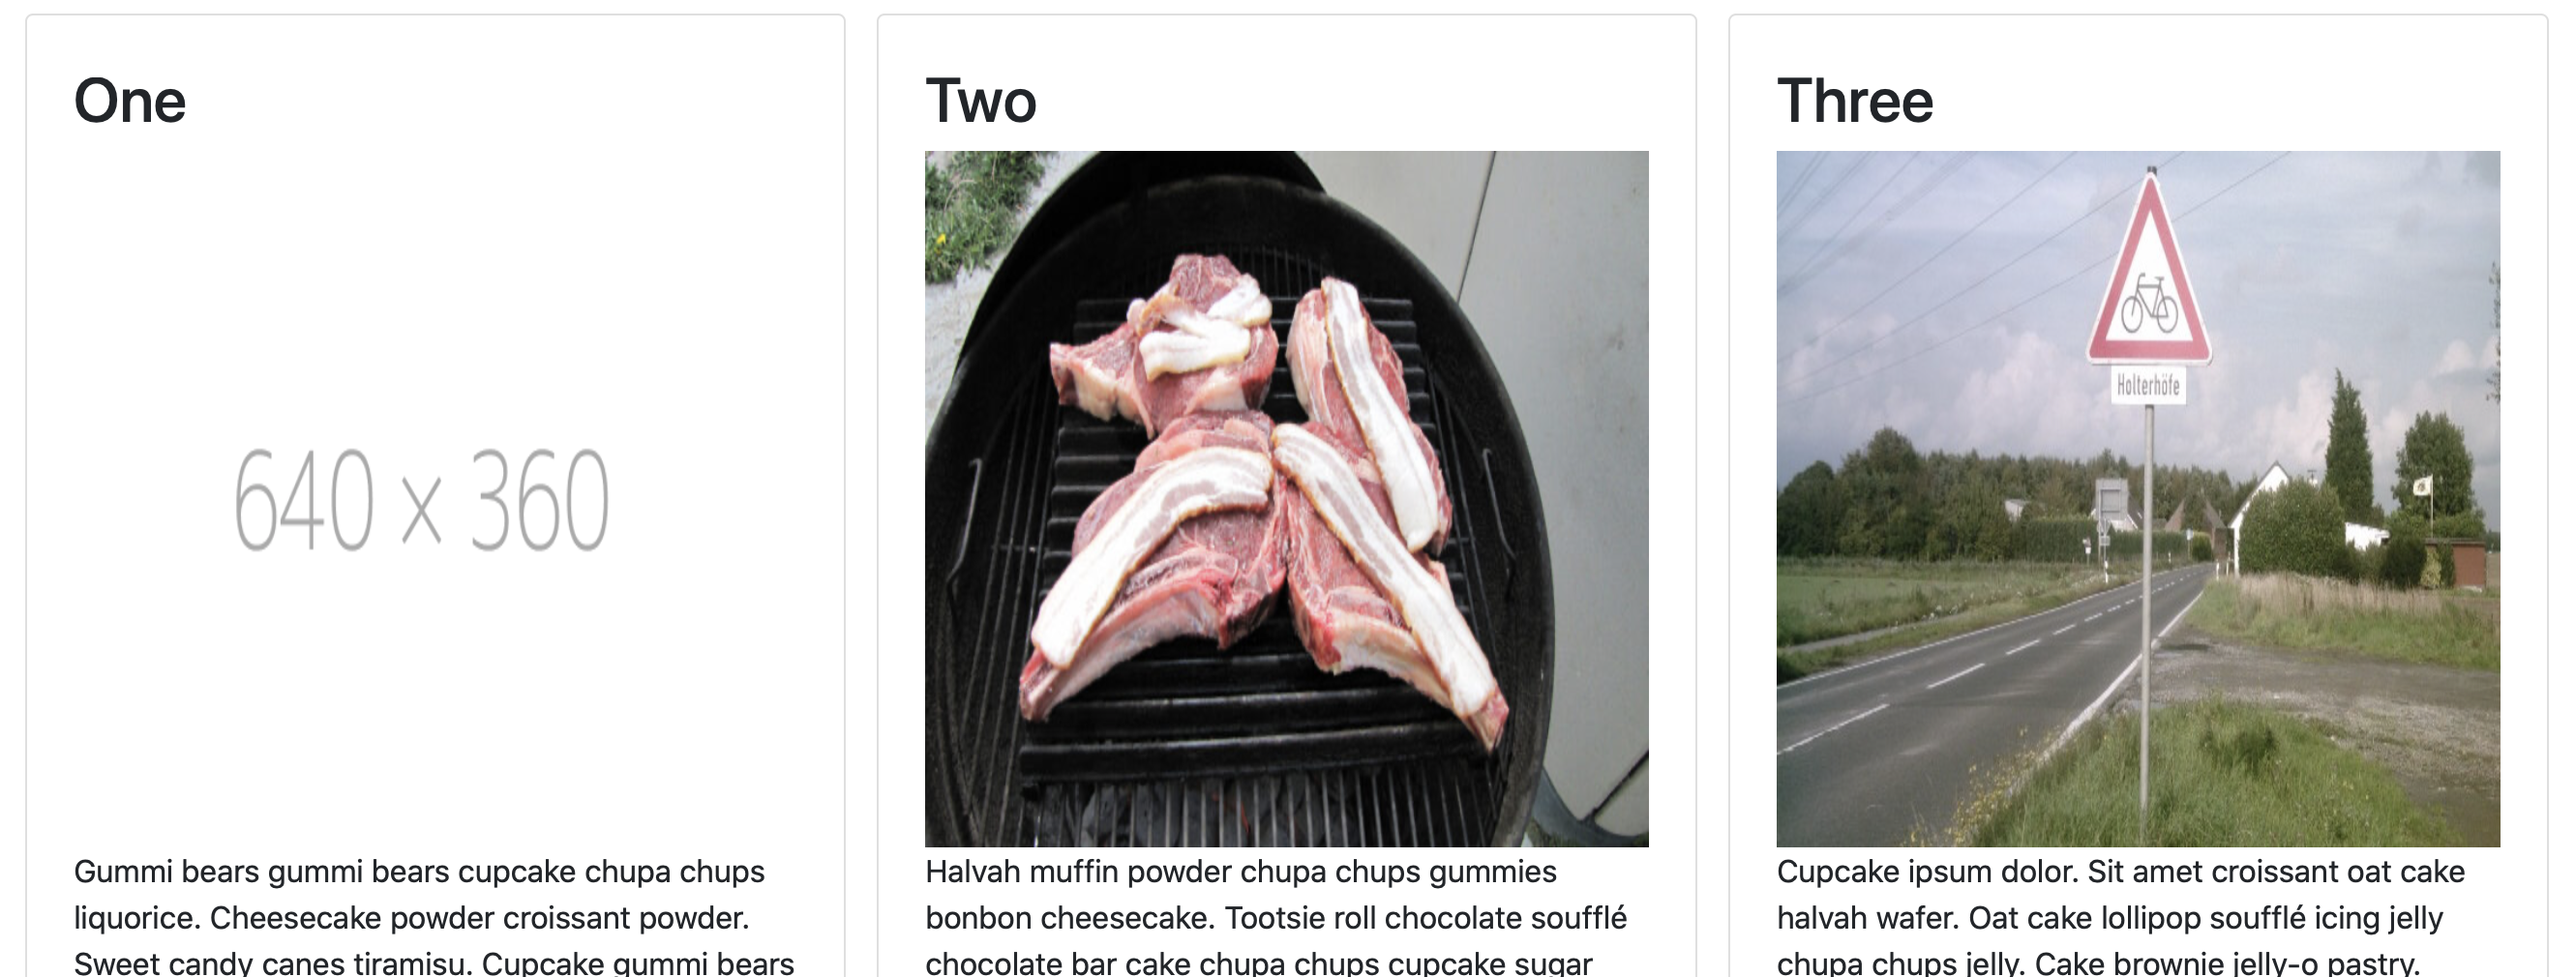 One
640 × 360
Gummi bears gummi bears cupcake chupa chups
liquorice. Cheesecake powder croissant powder.
Sweet candy canes tiramisu. Cupcake gummi bears
Two
Halvah muffin powder chupa chups gummies
bonbon cheesecake. Tootsie roll chocolate soufflé
chocolate bar cake chupa chups cupcake sugar
Three
Holterhöfe
Cupcake ipsum dolor. Sit amet croissant oat cake
halvah wafer. Oat cake lollipop soufflé icing jelly
chupa chups jelly. Cake brownie jelly-o pastry.